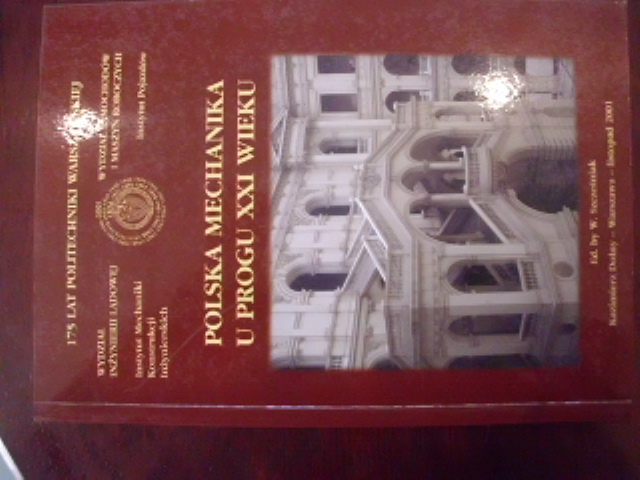 175 LAT POLITECHNIKI WARSZAWSKIEJ
WYDZIAŁ
INŻYNIERII LĄDOWEJ
Instytut Mechaniki
Konstrukcji
Inżynierskich
WYDZIAŁ SAMOCHODÓW
I MASZYN ROBOCZYCH
Instytut Pojazdów
POLSKA MECHANIKA
U PROGU XXI WIEKU
Ed. by W. Szcześniak
Kazimierz Dolny – Warszawa – listopad 2001